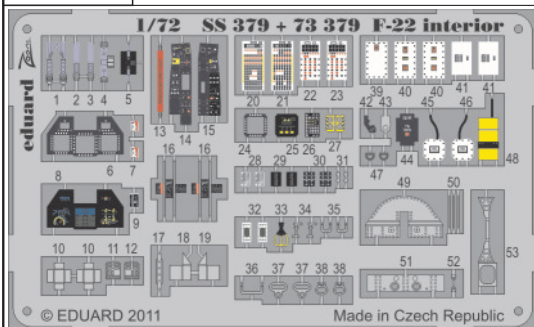 1/72 SS 379 + 73 379 F-22 interior
eduard
Zoom
1 2 3 4 5
13 14 15
20 21 22 23
39 40 40 41 41
6 7
24 25 26 27
42 43 44 45 46
47 48
8 9
16 16
28 29 30 31
32 33 34 35
49 50
10 10 11 12
17 18 19
36 37 37 38 38
51 52 53
© EDUARD 2011 Made in Czech Republic